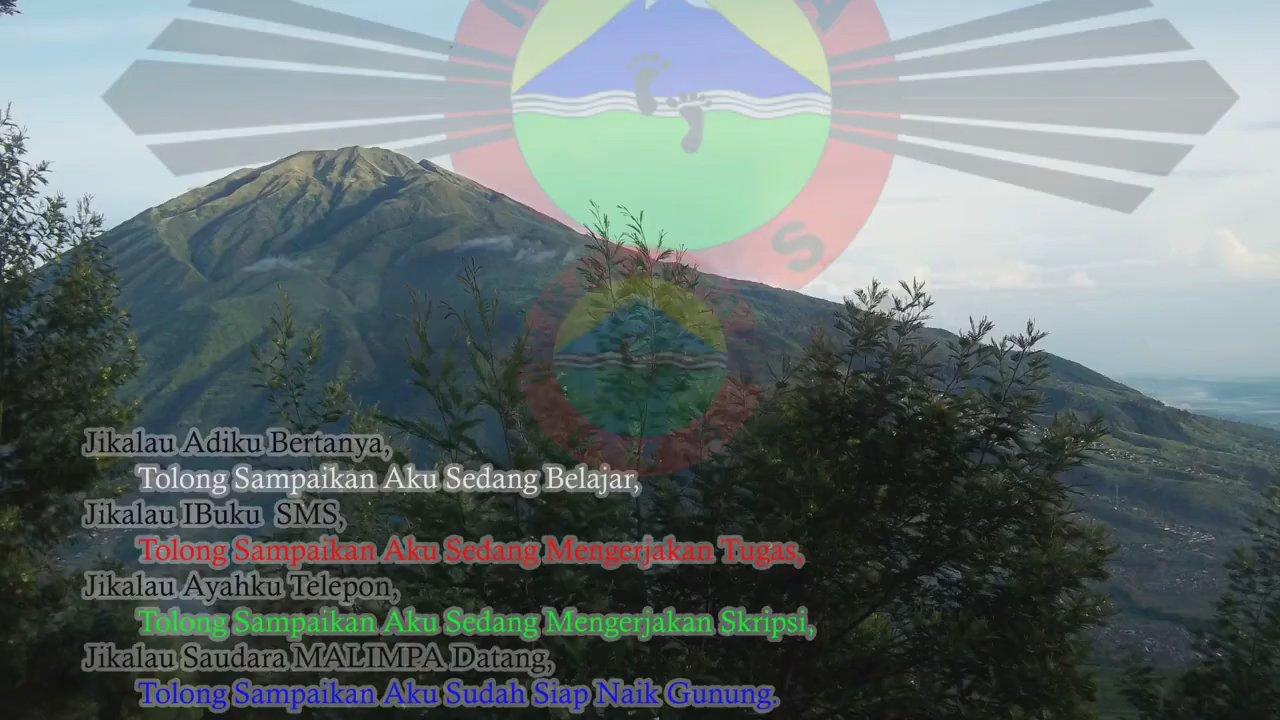 Jikalau Adiku Bertanya,
Tolong Sampaikan Aku Sedang Belajar,
Jikalau IBuku SMS,
Tolong Sampaikan Aku Sedang Mengerjakan Tugas,
Jikalau Ayahku Telepon,
Tolong Sampaikan Aku Sedang Mengerjakan Skripsi,
Jikalau Saudara MALIMPA Datang,
Tolong Sampaikan Aku Sudah Siap Naik Gunung.